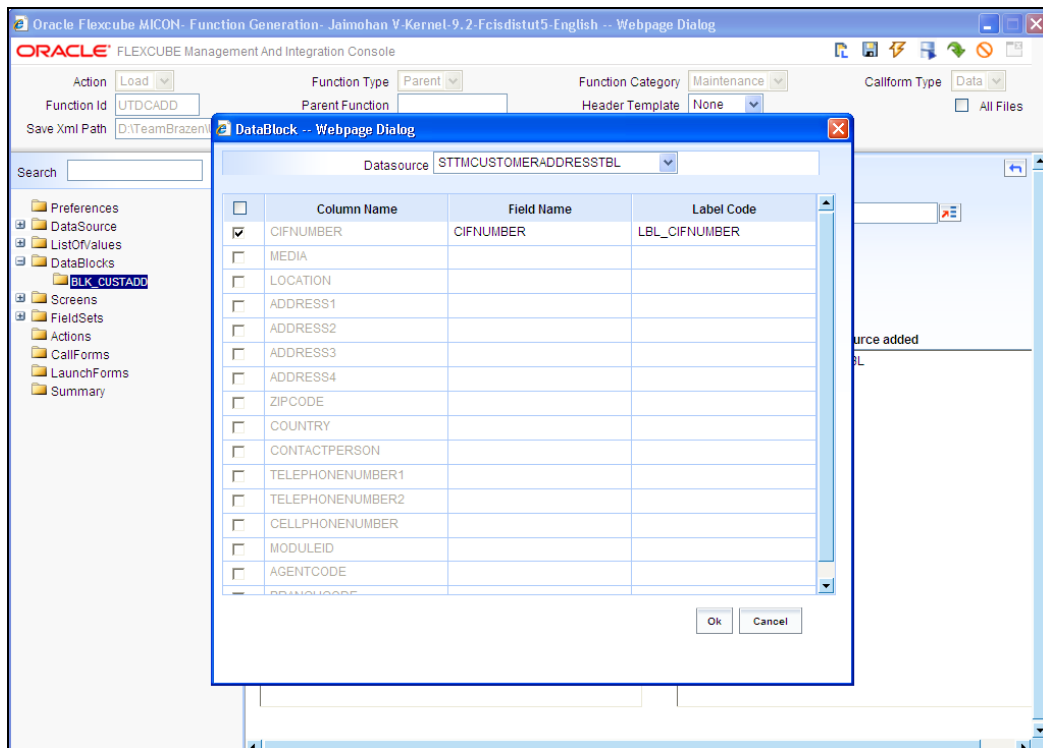 Oracle Flexcube MICON- Function Generation- Jaimohan V-Kernel-9.2-Fcisdistut5-English -- Webpage Dialog
ORACLE FLEXCUBE Management And Integration Console
Action Load Function Type Parent Function Category Maintenance Callform Type Data
Function Id UTDCADD Parent Function Header Template None All Files
Save Xml Path D:\TeamBrazen\
DataBlock -- Webpage Dialog
Search
Datasource STTMCUSTOMERADDRESSTBL
Preferences
DataSource
ListOfValues
DataBlocks
BLK_CUSTADD
Screens
FieldSets
Actions
CallForms
LaunchForms
Summary
Column Name Field Name Label Code
CIFNUMBER CIFNUMBER LBL_CIFNUMBER
MEDIA
LOCATION
ADDRESS1
ADDRESS2
ADDRESS3
ADDRESS4
ZIPCODE
COUNTRY
CONTACTPERSON
TELEPHONENUMBER1
TELEPHONENUMBER2
CELLPHONENUMBER
MODULEID
AGENTCODE
BRANCHCODE
urce added
BL
Ok Cancel